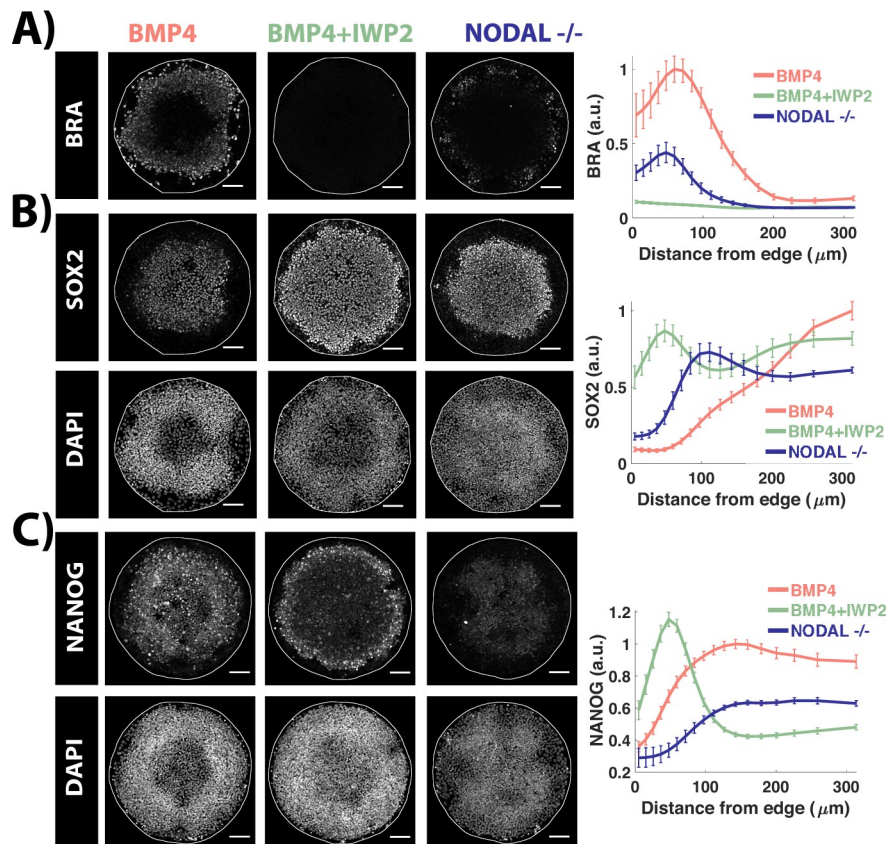 A)
BMP4
BMP4+IWP2
NODAL -/-
BRA
BRA (a.u.)
1
0.5
0
0 100 200 300
Distance from edge (μm)
BMP4
BMP4+IWP2
NODAL -/-
B)
SOX2
DAPI
SOX2 (a.u.)
1
0.5
0
0 100 200 300
Distance from edge (μm)
BMP4
BMP4+IWP2
NODAL -/-
C)
NANOG
DAPI
NANOG (a.u.)
1.2
1
0.8
0.6
0.4
0.2
0 100 200 300
Distance from edge (μm)
BMP4
BMP4+IWP2
NODAL -/-